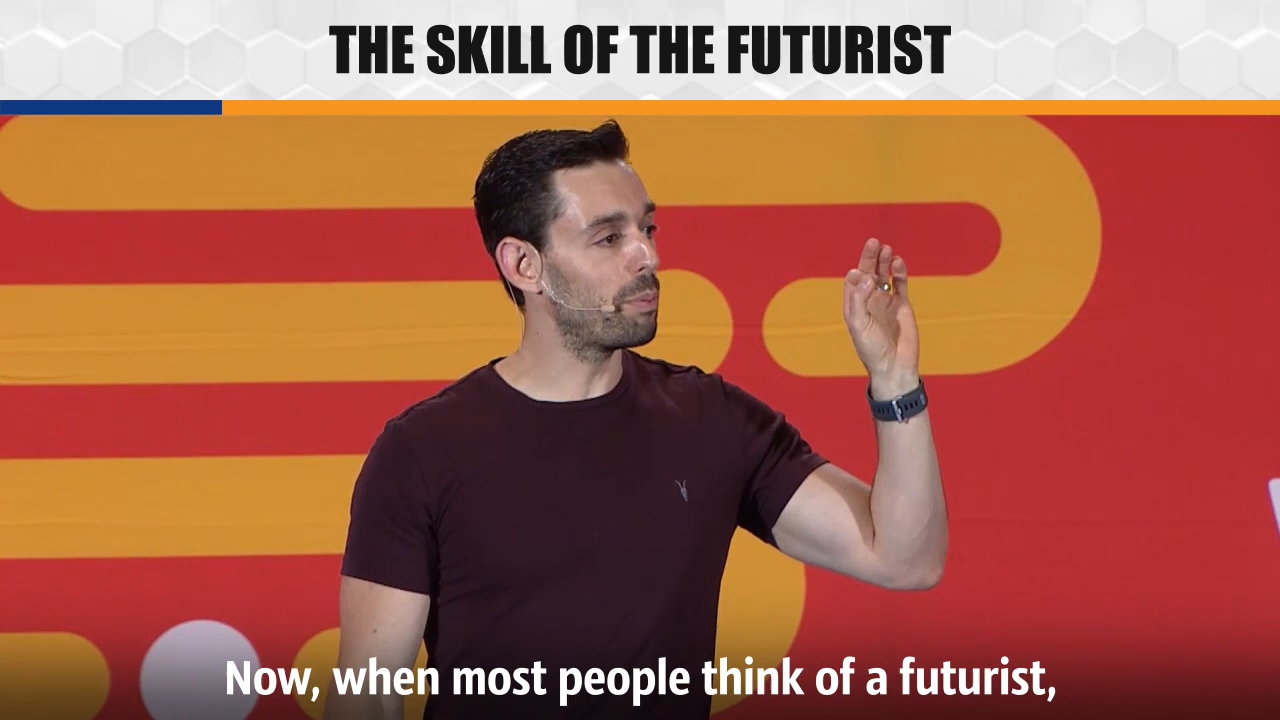 THE SKILL OF THE FUTURIST
Now, when most people think of a futurist,